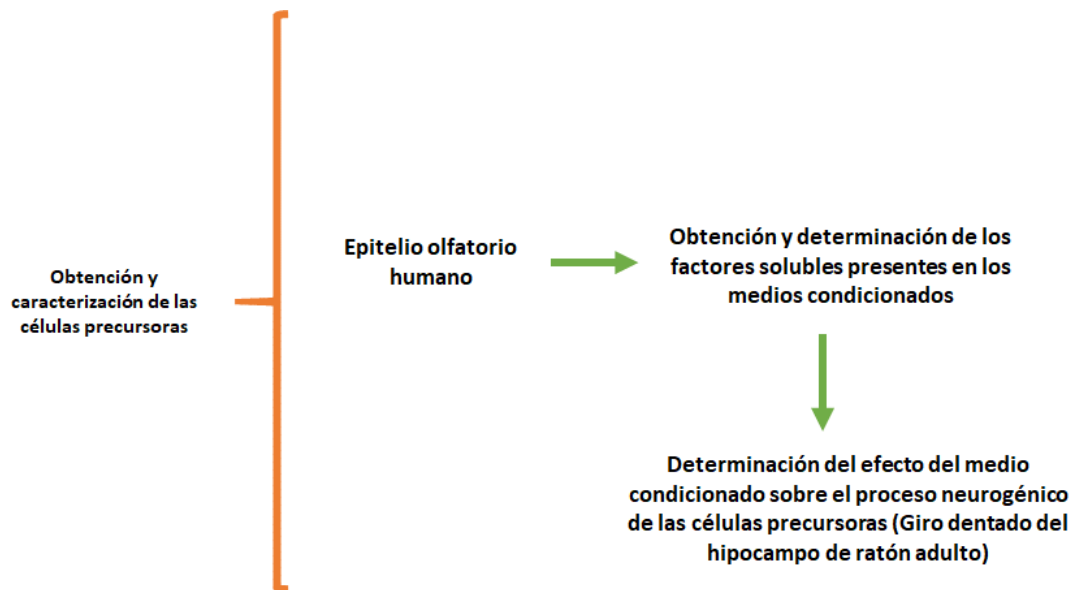 Obtención y
caracterización de las
células precursoras
Epitelio olfatorio
humano
Obtención y determinación de los
factores solubles presentes en los
medios condicionados
Determinación del efecto del medio
condicionado sobre el proceso neurogénico
de las células precursoras (Giro dentado del
hipocampo de ratón adulto)